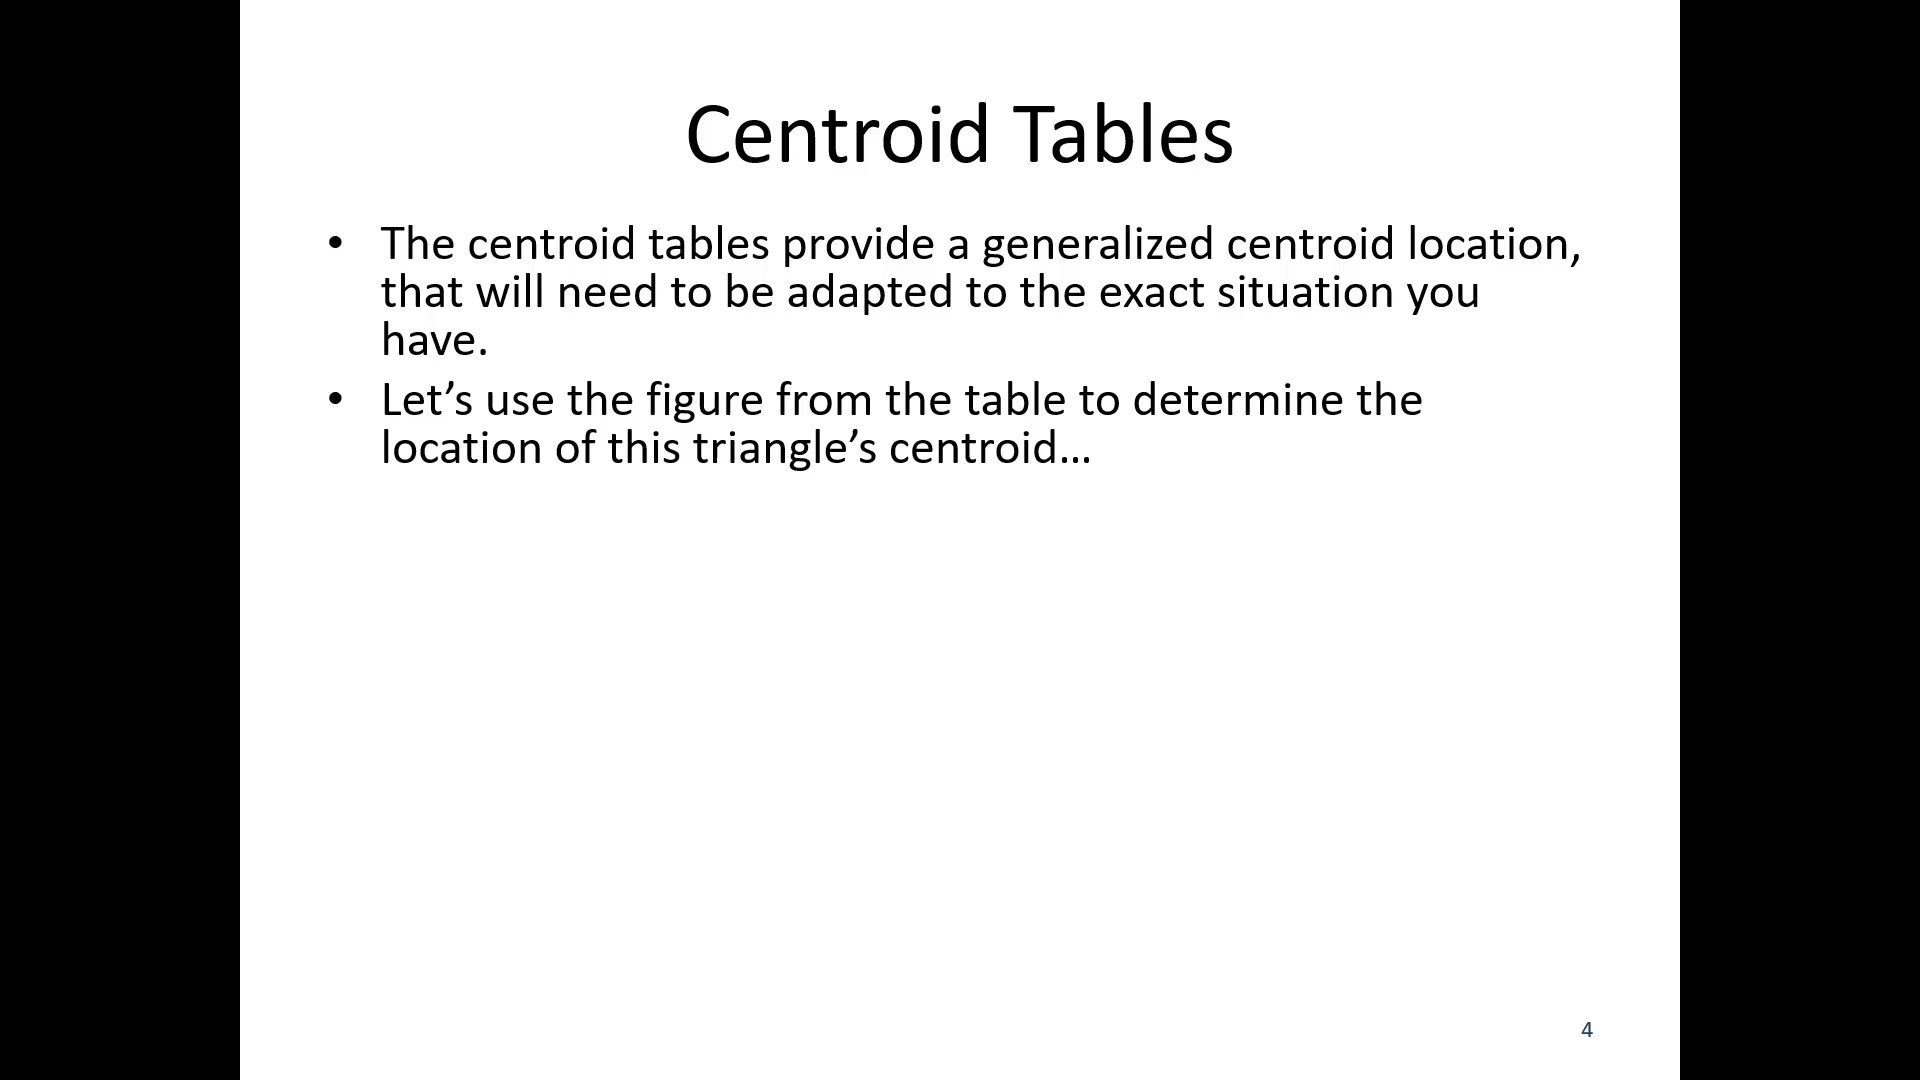 Centroid Tables
• The centroid tables provide a generalized centroid location,
that will need to be adapted to the exact situation you
have.
• Let’s use the figure from the table to determine the
location of this triangle’s centroid…
4